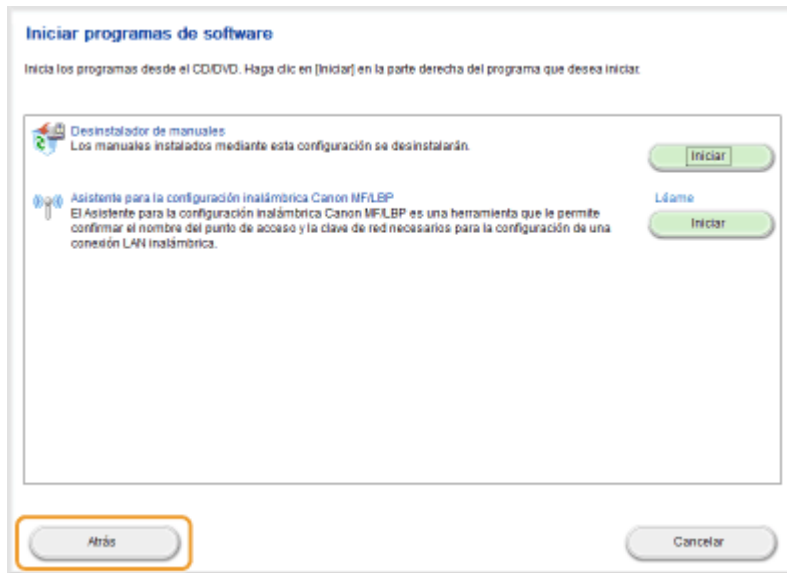 Iniciar programas de software
Inicia los programas desde el CD/DVD. Haga clic en [Iniciar] en la parte derecha del programa que desea iniciar.
Desinstalador de manuales
Los manuales instalados mediante esta configuración se desinstalarán.
Iniciar
Asistente para la configuración inalámbrica Canon MF/LBP
Léame
El Asistente para la configuración inalámbrica Canon MF/LBP es una herramienta que le permite
confirmar el nombre del punto de acceso y la clave de red necesarios para la configuración de una
conexión LAN inalámbrica.
Iniciar
Atrás
Cancelar